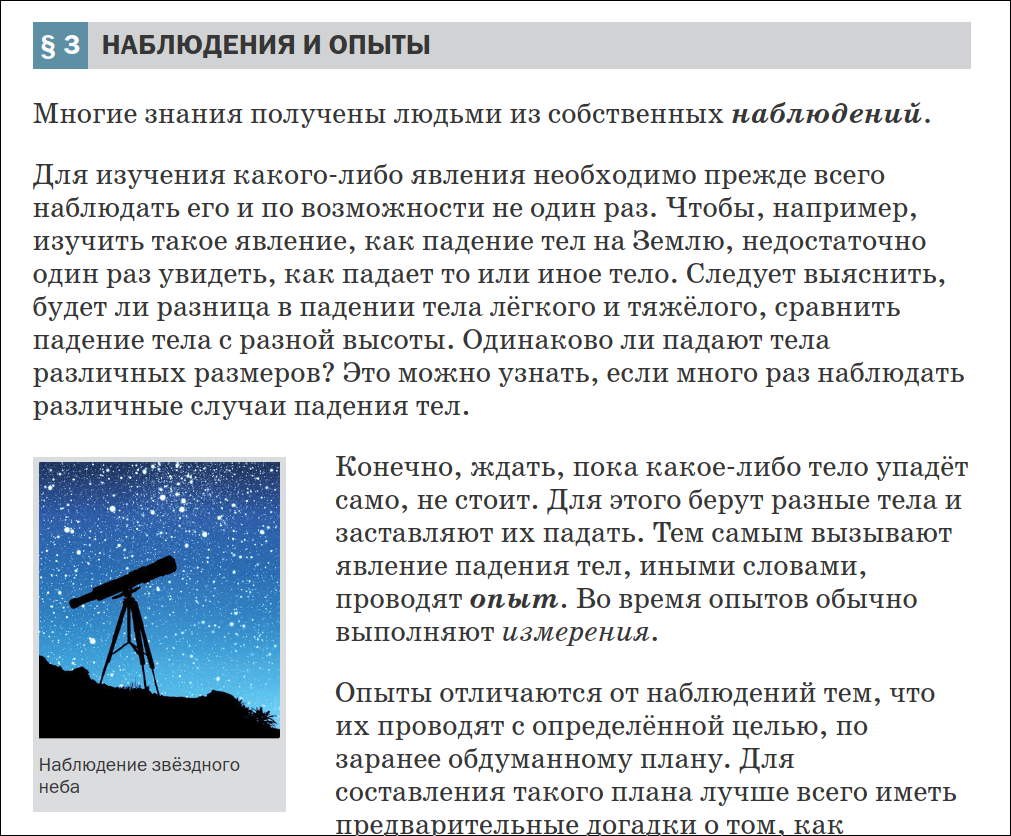 § 3 НАБЛЮДЕНИЯ И ОПЫТЫ
Многие знания получены людьми из собственных наблюдений.
Для изучения какого-либо явления необходимо прежде всего
наблюдать его и по возможности не один раз. Чтобы, например,
изучить такое явление, как падение тел на Землю, недостаточно
один раз увидеть, как падает то или иное тело. Следует выяснить,
будет ли разница в падении тела лёгкого и тяжёлого, сравнить
падение тела с разной высоты. Одинаково ли падают тела
различных размеров? Это можно узнать, если много раз наблюдать
различные случаи падения тел.
Конечно, ждать, пока какое-либо тело упадёт
само, не стоит. Для этого берут разные тела и
заставляют их падать. Тем самым вызывают
явление падения тел, иными словами,
проводят опыт. Во время опытов обычно
выполняют измерения.
Опыты отличаются от наблюдений тем, что
их проводят с определённой целью, по
заранее обдуманному плану. Для
составления такого плана лучше всего иметь
предварительные догадки о том, как
Наблюдение звёздного
неба